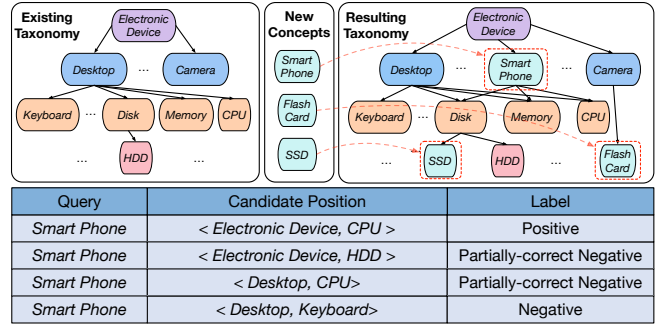 Existing
Taxonomy
Electronic
Device
Desktop
...
Camera
Keyboard
...
Disk
Memory
CPU
...
HDD
...
New
Concepts
Smart
Phone
Flash
Card
SSD
Resulting
Taxonomy
Electronic
Device
Desktop
...
Smart
Phone
...
Camera
Keyboard
...
Disk
Memory
CPU
...
SSD
HDD
...
Flash
Card
Query Candidate Position Label
Smart Phone < Electronic Device, CPU > Positive
Smart Phone < Electronic Device, HDD > Partially-correct Negative
Smart Phone < Desktop, CPU> Partially-correct Negative
Smart Phone < Desktop, Keyboard> Negative